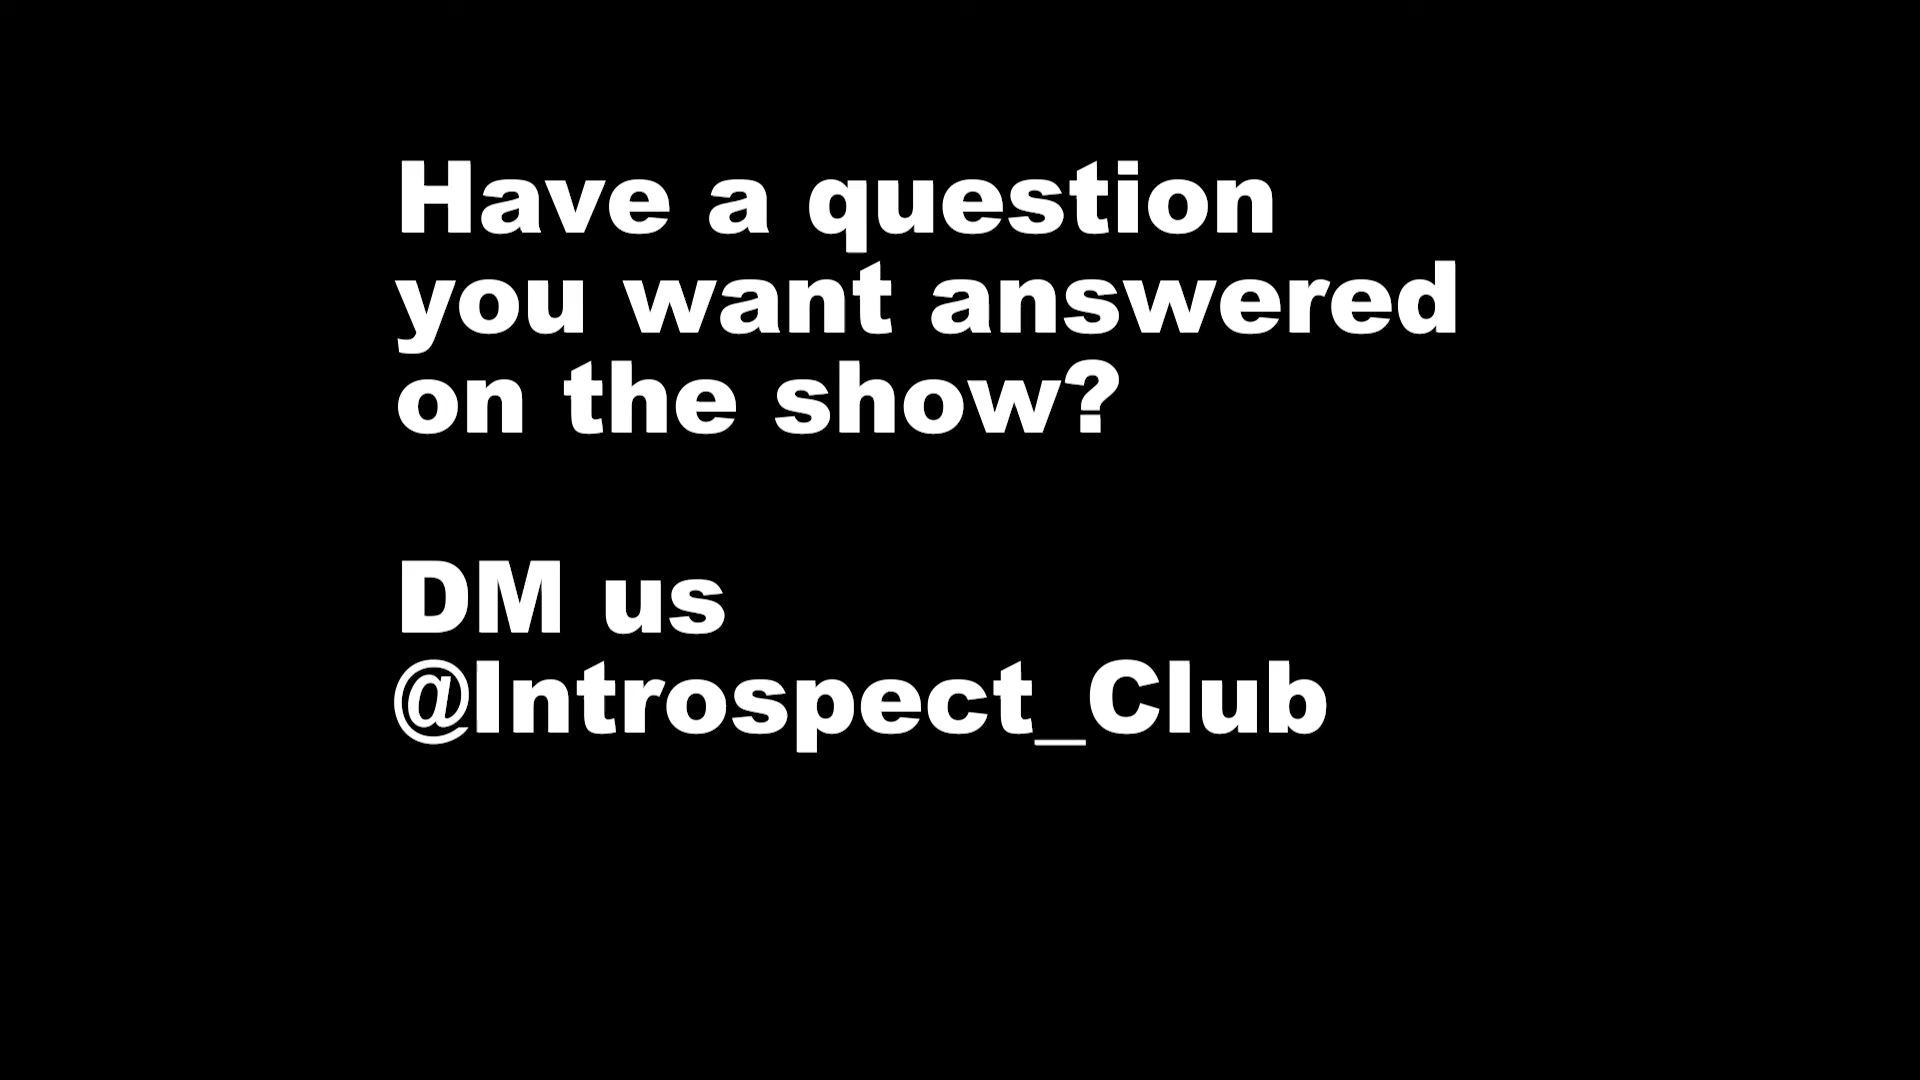 Have a question
you want answered
on the show?
DM us
@Introspect_Club